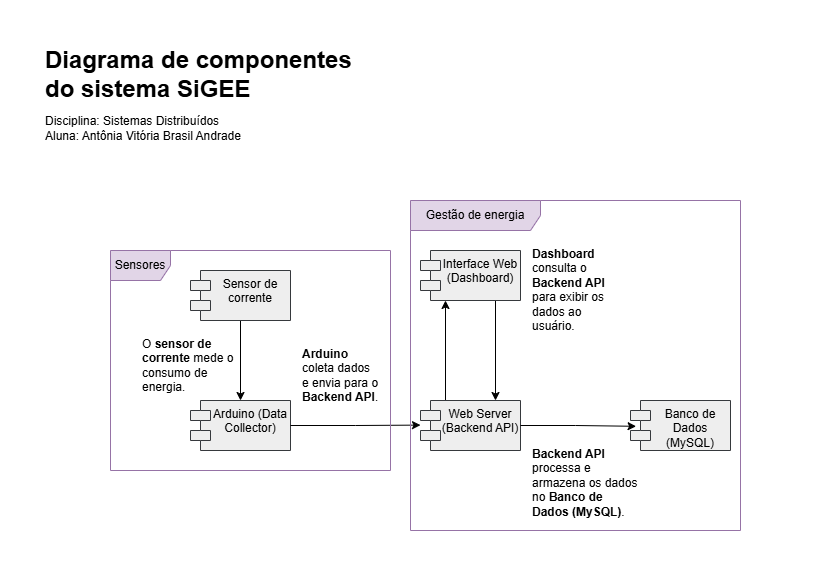 Diagrama de componentes
do sistema SiGEE
Disciplina: Sistemas Distribuídos
Aluna: Antônia Vitória Brasil Andrade
Gestão de energia
Sensores
Sensor de
corrente
O sensor de
corrente mede o
consumo de
energia.
Arduino (Data
Collector)
Arduino
coleta dados
e envia para o
Backend API.
Interface Web
(Dashboard)
Dashboard
consulta o
Backend API
para exibir os
dados ao
usuário.
Web Server
(Backend API)
Banco de
Dados
(MySQL)
Backend API
processa e
armazena os dados
no Banco de
Dados (MySQL).